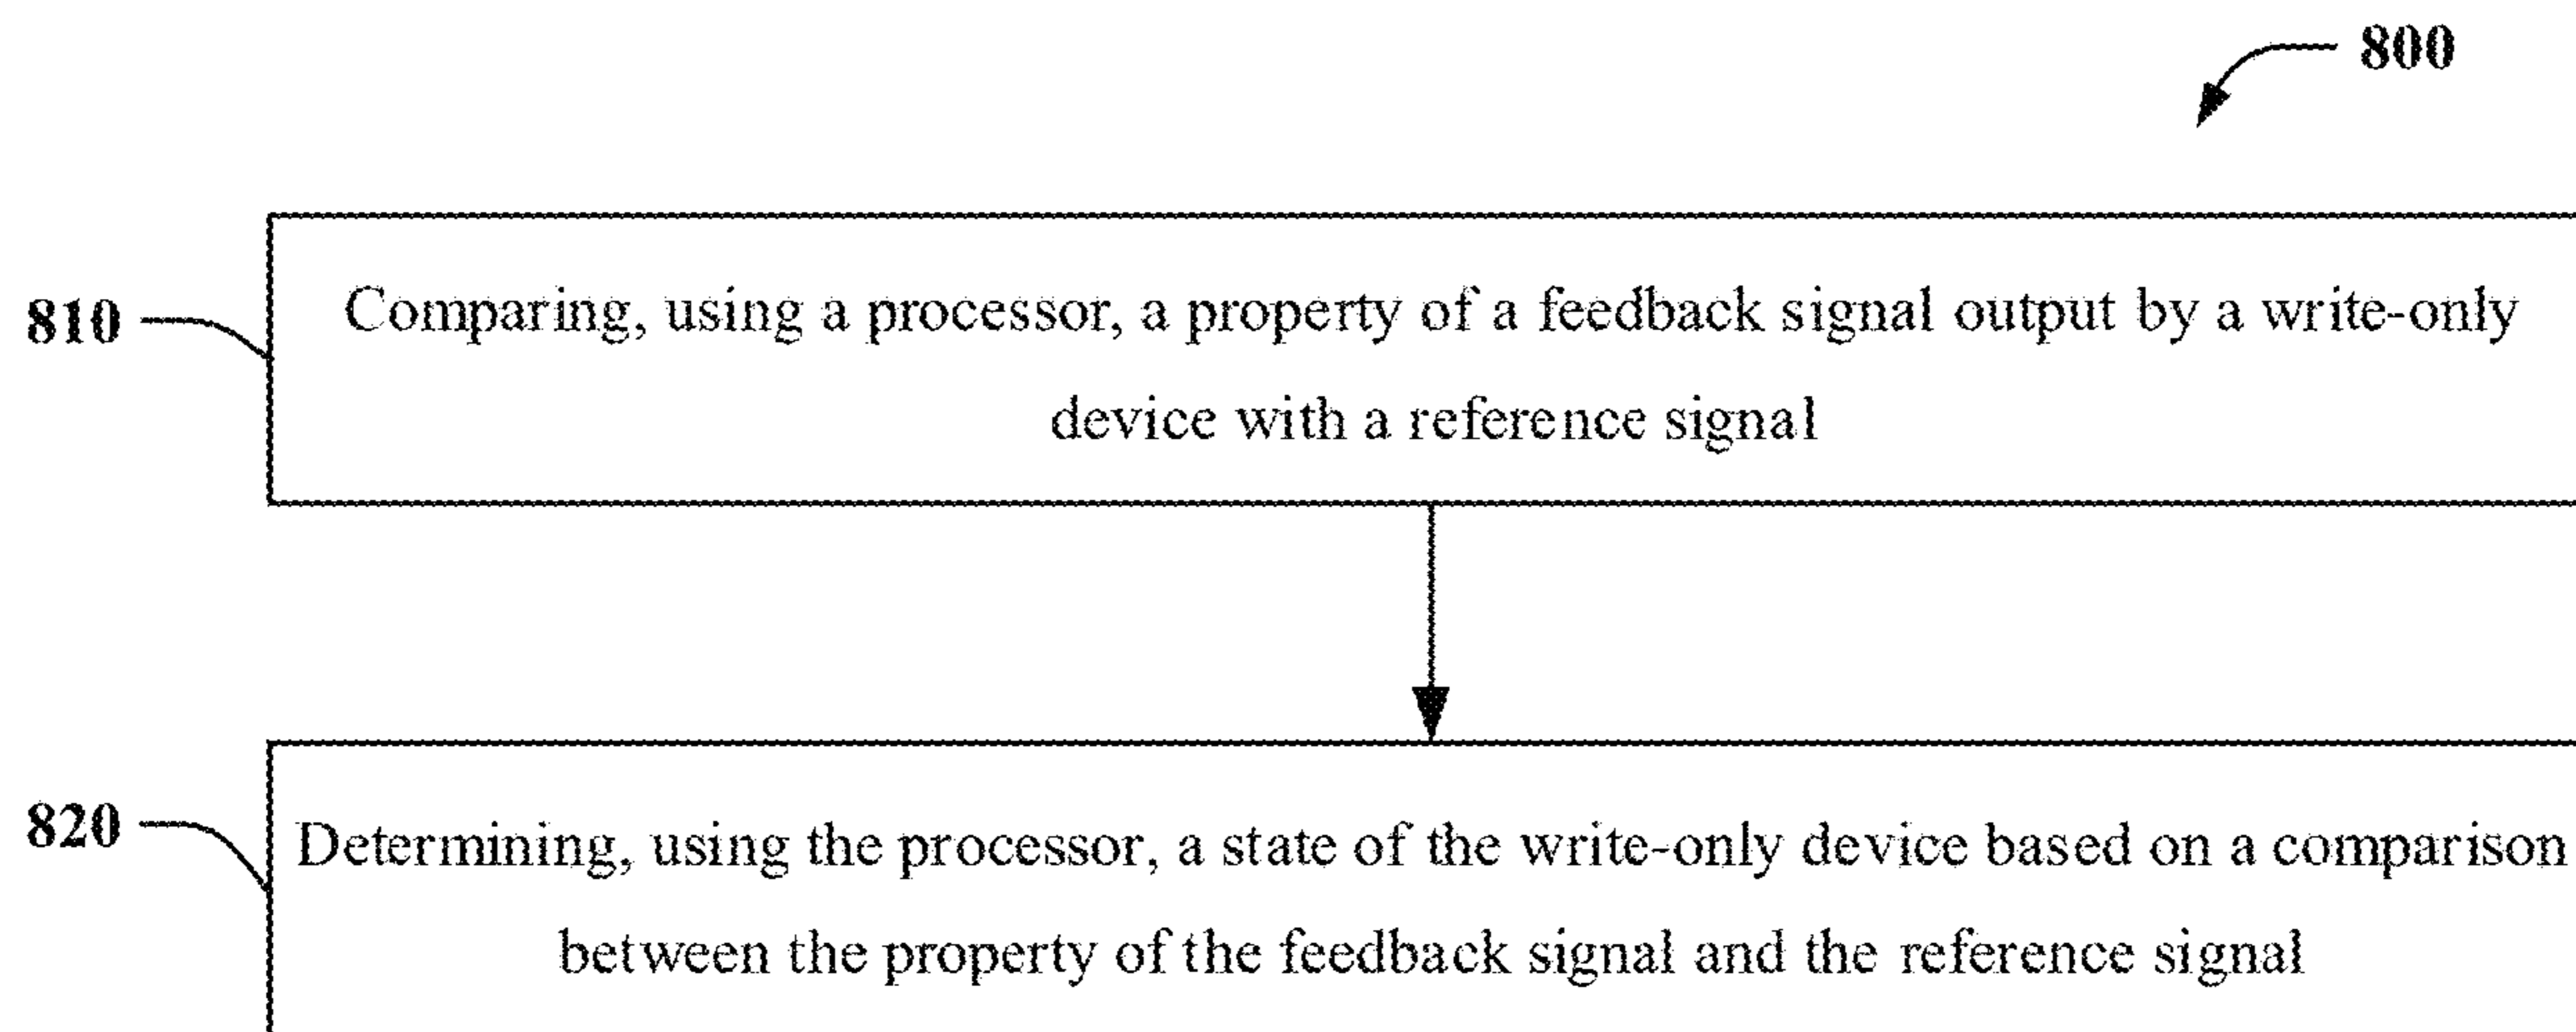 800
810
Comparing, using a processor, a property of a feedback signal output by a write-only
device with a reference signal
820
Determining, using the processor, a state of the write-only device based on a comparison
between the property of the feedback signal and the reference signal